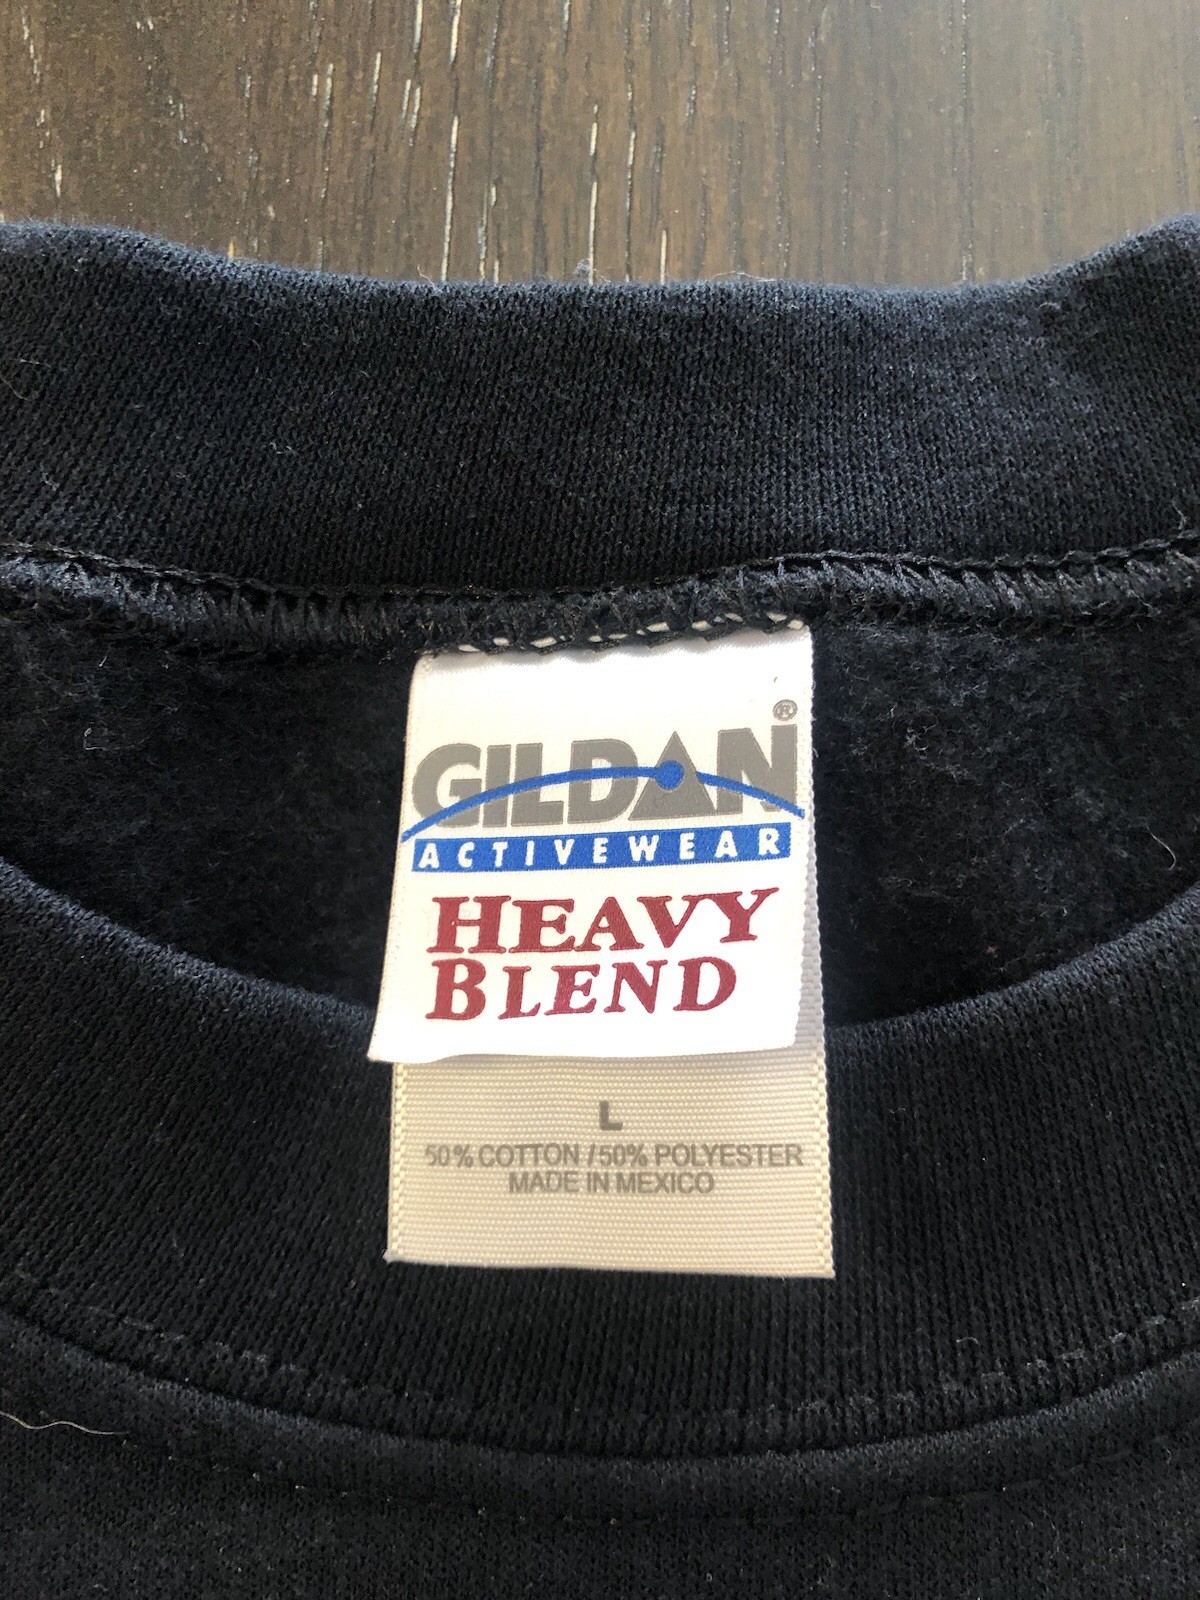 GILDAN®
ACTIVEWEAR
HEAVY
BLEND
L
50% COTTON / 50% POLYESTER
MADE IN MEXICO